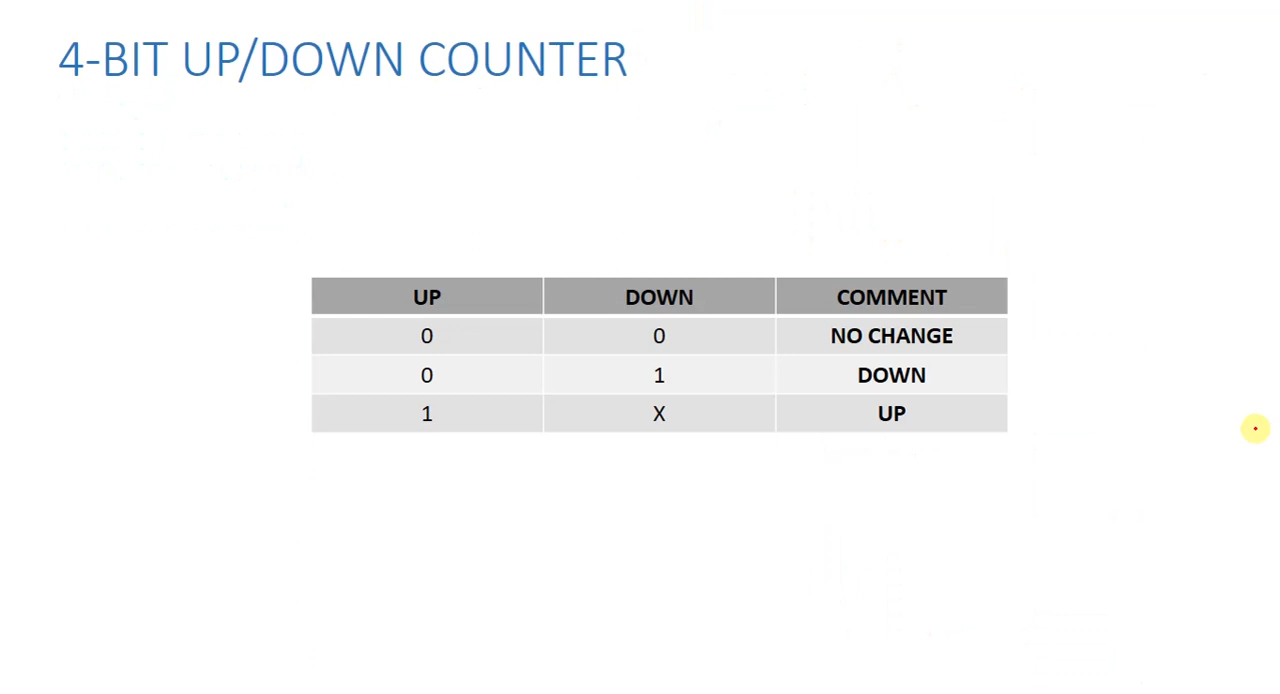 4-BIT UP/DOWN COUNTER
UP DOWN COMMENT
0 0 NO CHANGE
0 1 DOWN
1 X UP